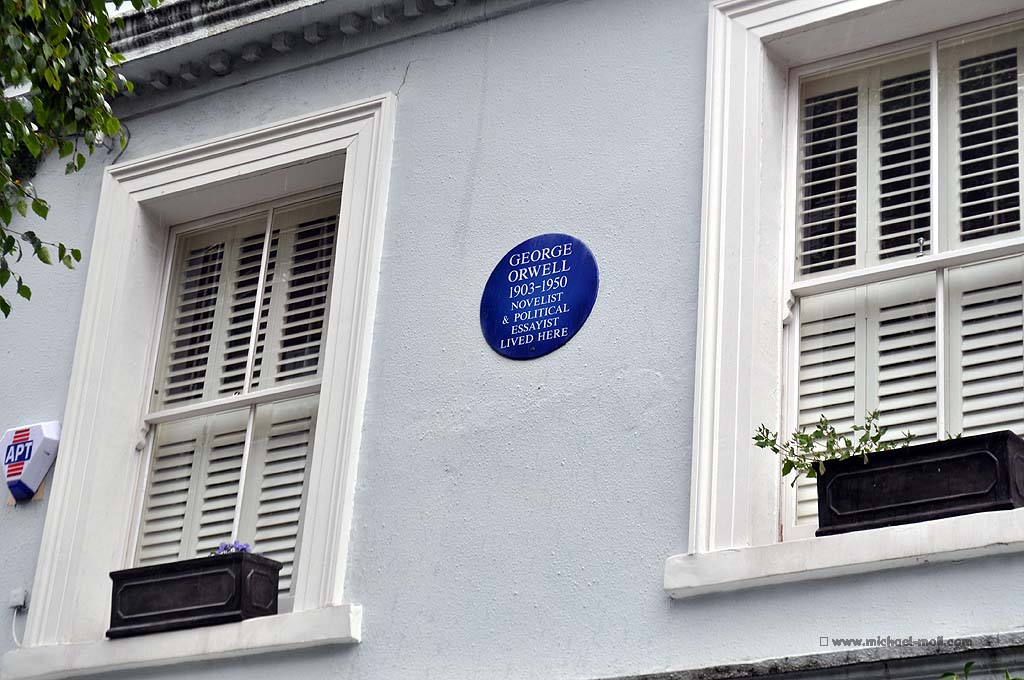 GEORGE
ORWELL
1903-1950
NOVELIST
& POLITICAL
ESSAYIST
LIVED HERE
APT
www.michael-moll.com